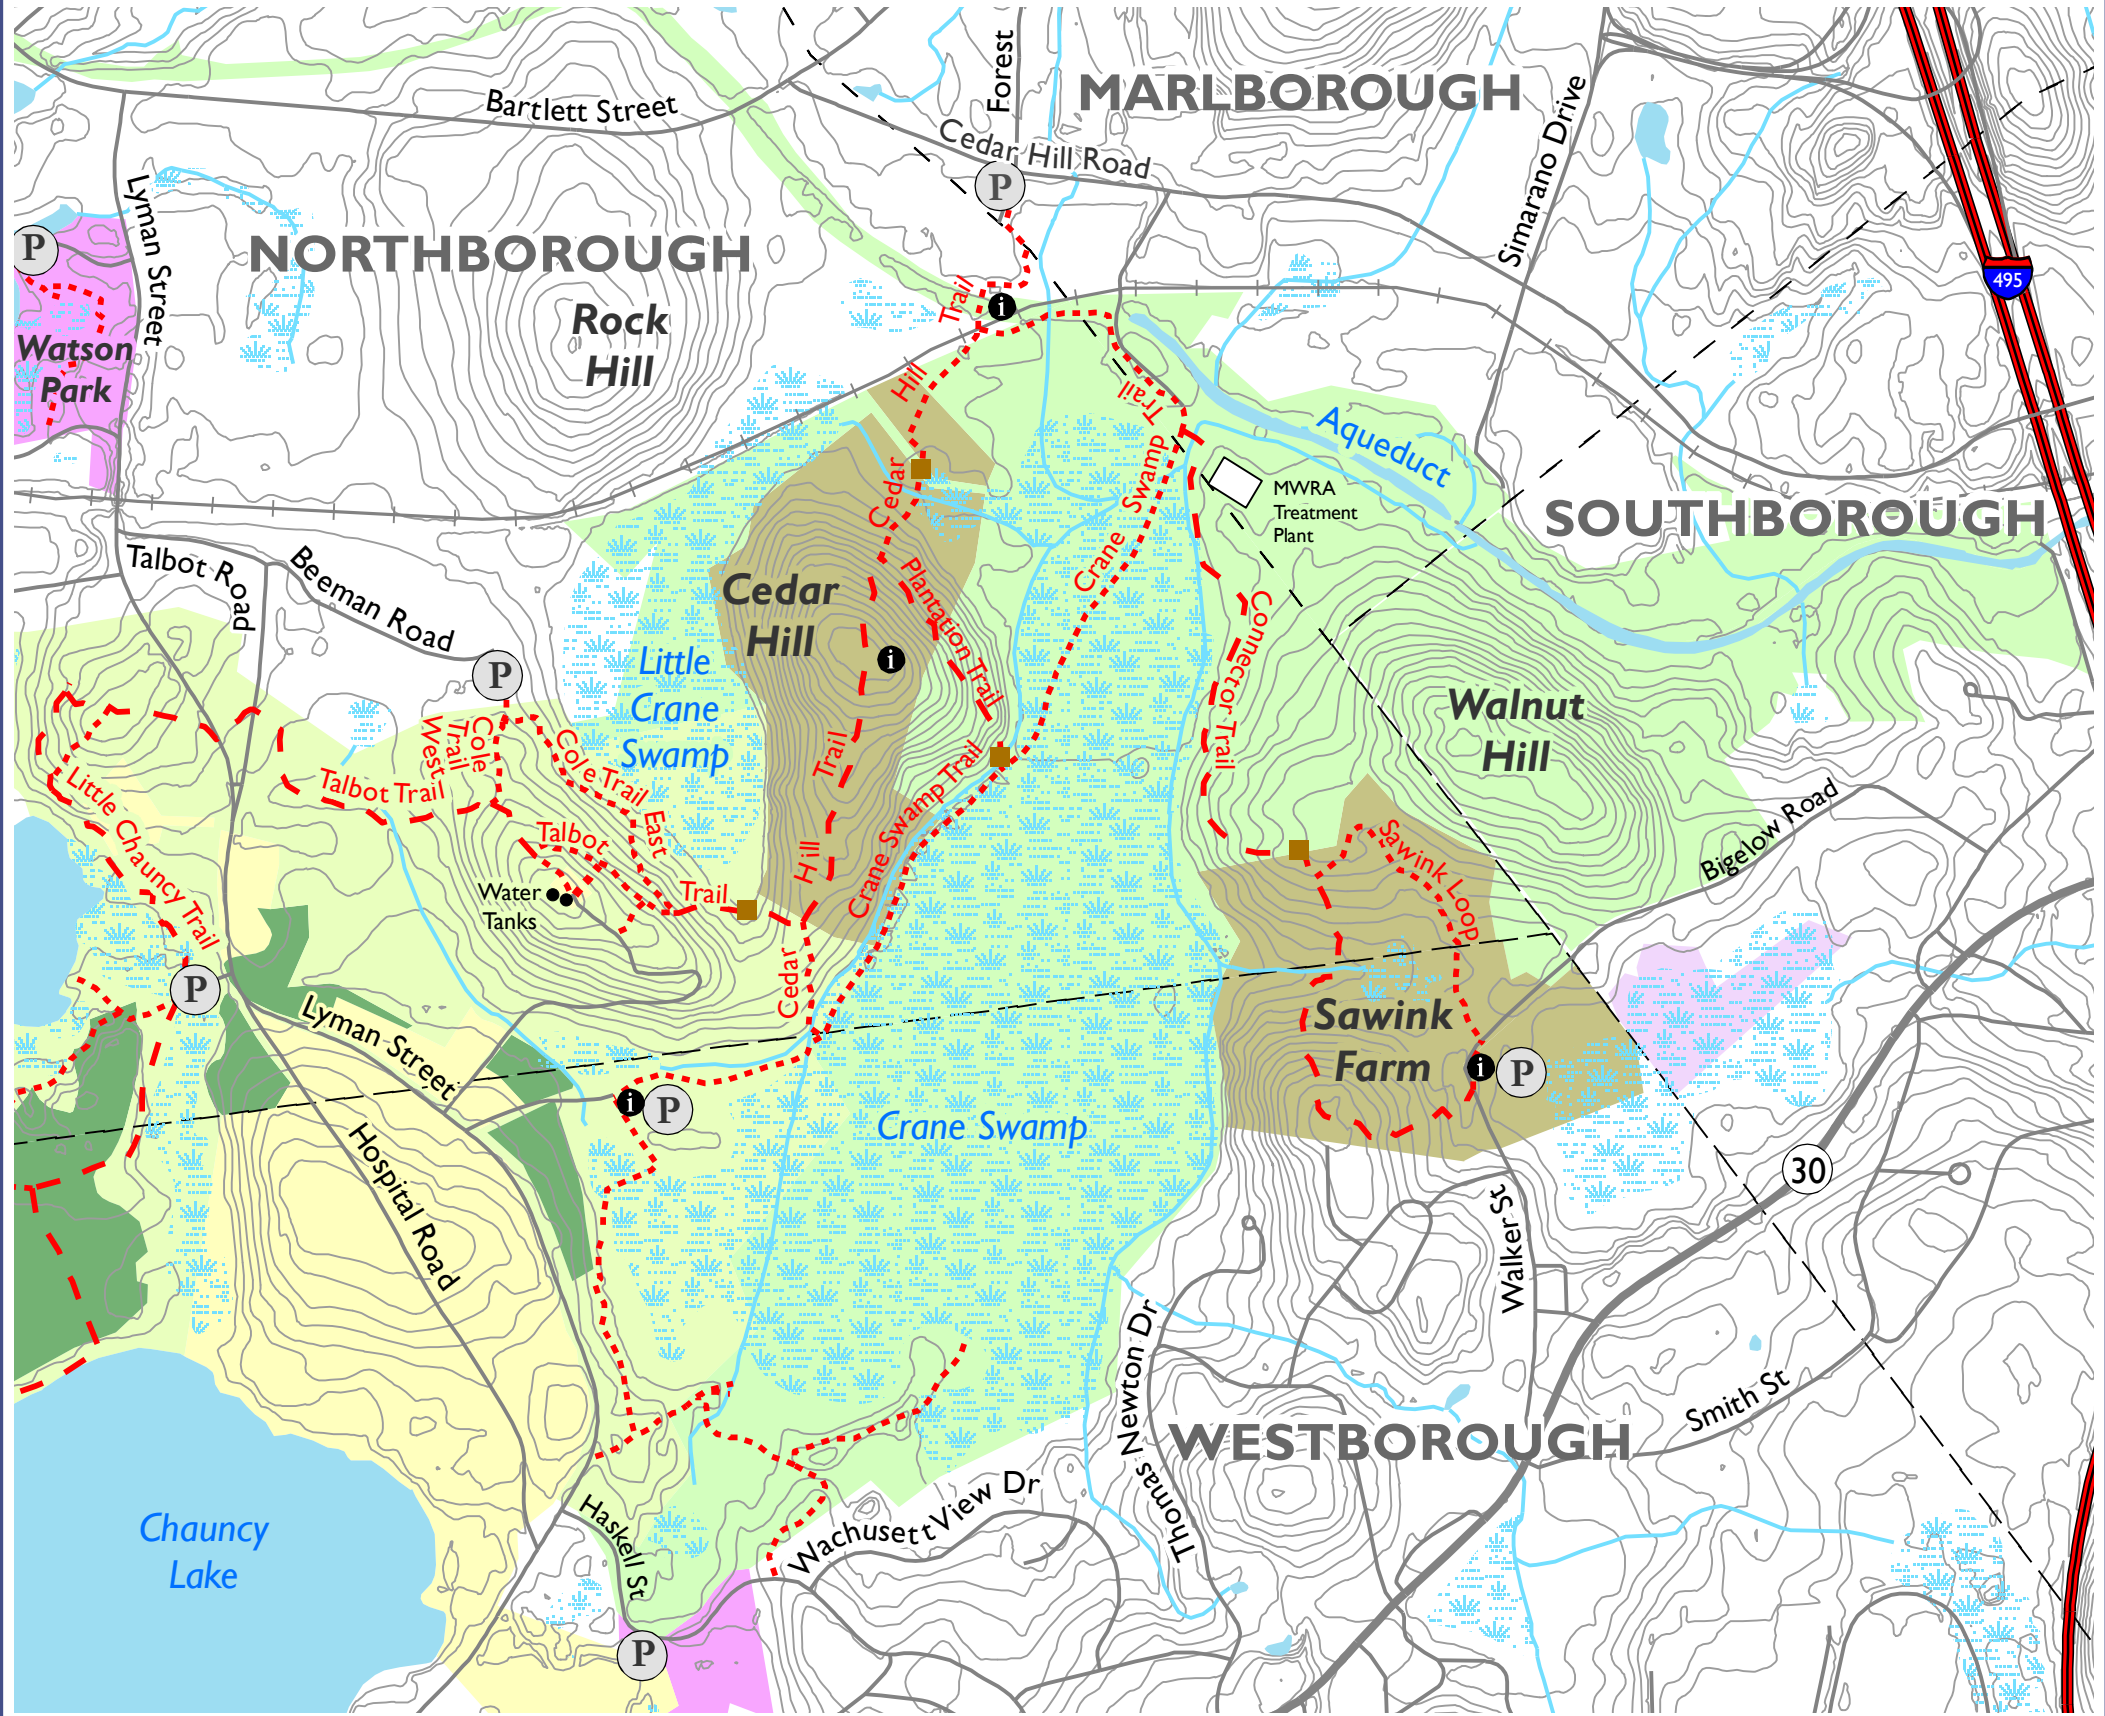 Forest
MARLBOROUGH
Bartlett Street
Cedar Hill Road
P
Simarano Drive
Lyman Street
P
NORTHBOROUGH
495
Trail
i
Rock
Hill
Watson
Park
Hill
Trail
Aqueduct
Cedar
Crane Swamp
MWRA
Treatment
Plant
SOUTHBOROUGH
Talbot Road
Beeman Road
Cedar
Hill
Plantation Trail
Connector Trail
i
P
Little
Crane
Swamp
Walnut
Hill
Cole
West
Trail
Cole Trail
East
Talbot Trail
Trail
Hill
Crane Swamp Trail
Little Chauncy Trail
Talbot
Trail
Sawink Loop
Bigelow Road
Water
Tanks
Cedar
P
Lyman Street
Sawink
Farm
i
P
i
P
Crane Swamp
Hospital Road
30
Walker St
Thomas Newton Dr
Smith St
WESTBOROUGH
Wachusett View Dr
Haskell St
Chauncy
Lake
P